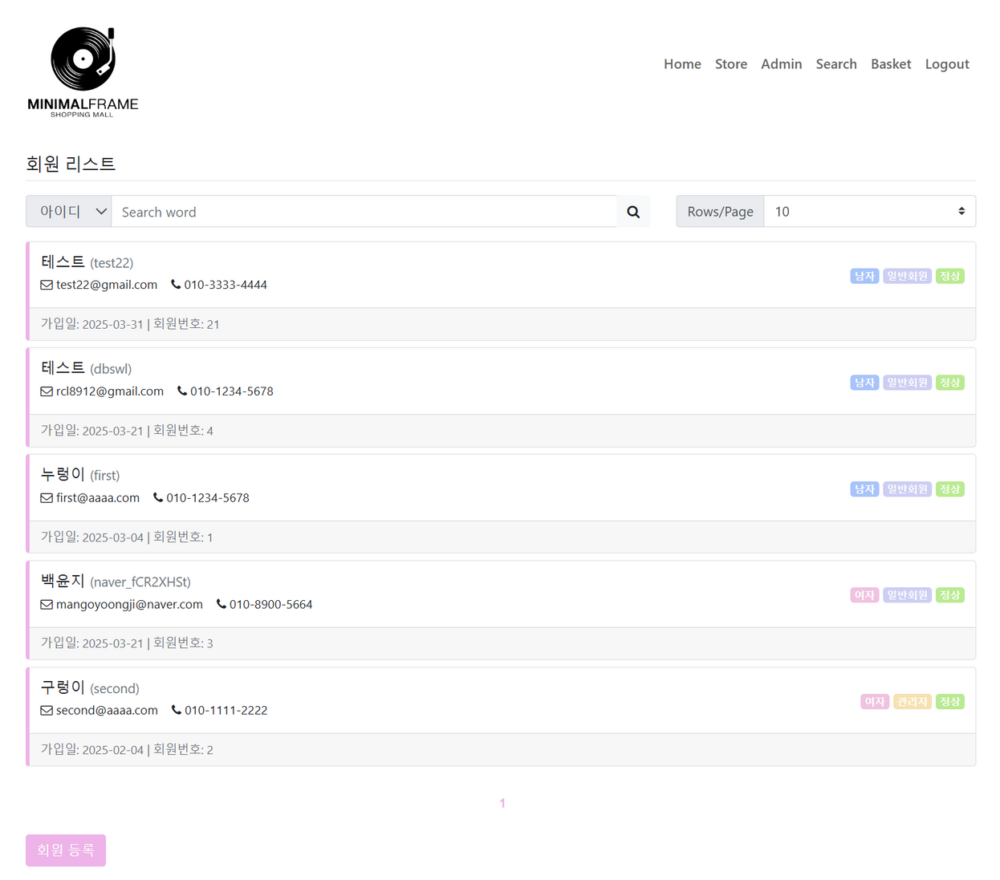 MINIMALFRAME
SHOPPING MALL
Home Store Admin Search Basket Logout
회원 리스트
아이디 Search word Rows/Page 10
테스트 (test22)
test22@gmail.com 010-3333-4444
남자 일반회원 정상
가입일: 2025-03-31 | 회원번호: 21
테스트 (dbswl)
rcl8912@gmail.com 010-1234-5678
남자 일반회원 정상
가입일: 2025-03-21 | 회원번호: 4
누렁이 (first)
first@aaaa.com 010-1234-5678
남자 일반회원 정상
가입일: 2025-03-04 | 회원번호: 1
백윤지 (naver_fCR2XHSt)
mangoyoongji@naver.com 010-8900-5664
여자 일반회원 정상
가입일: 2025-03-21 | 회원번호: 3
구렁이 (second)
second@aaaa.com 010-1111-2222
여자 관리자 정상
가입일: 2025-02-04 | 회원번호: 2
1
회원 등록